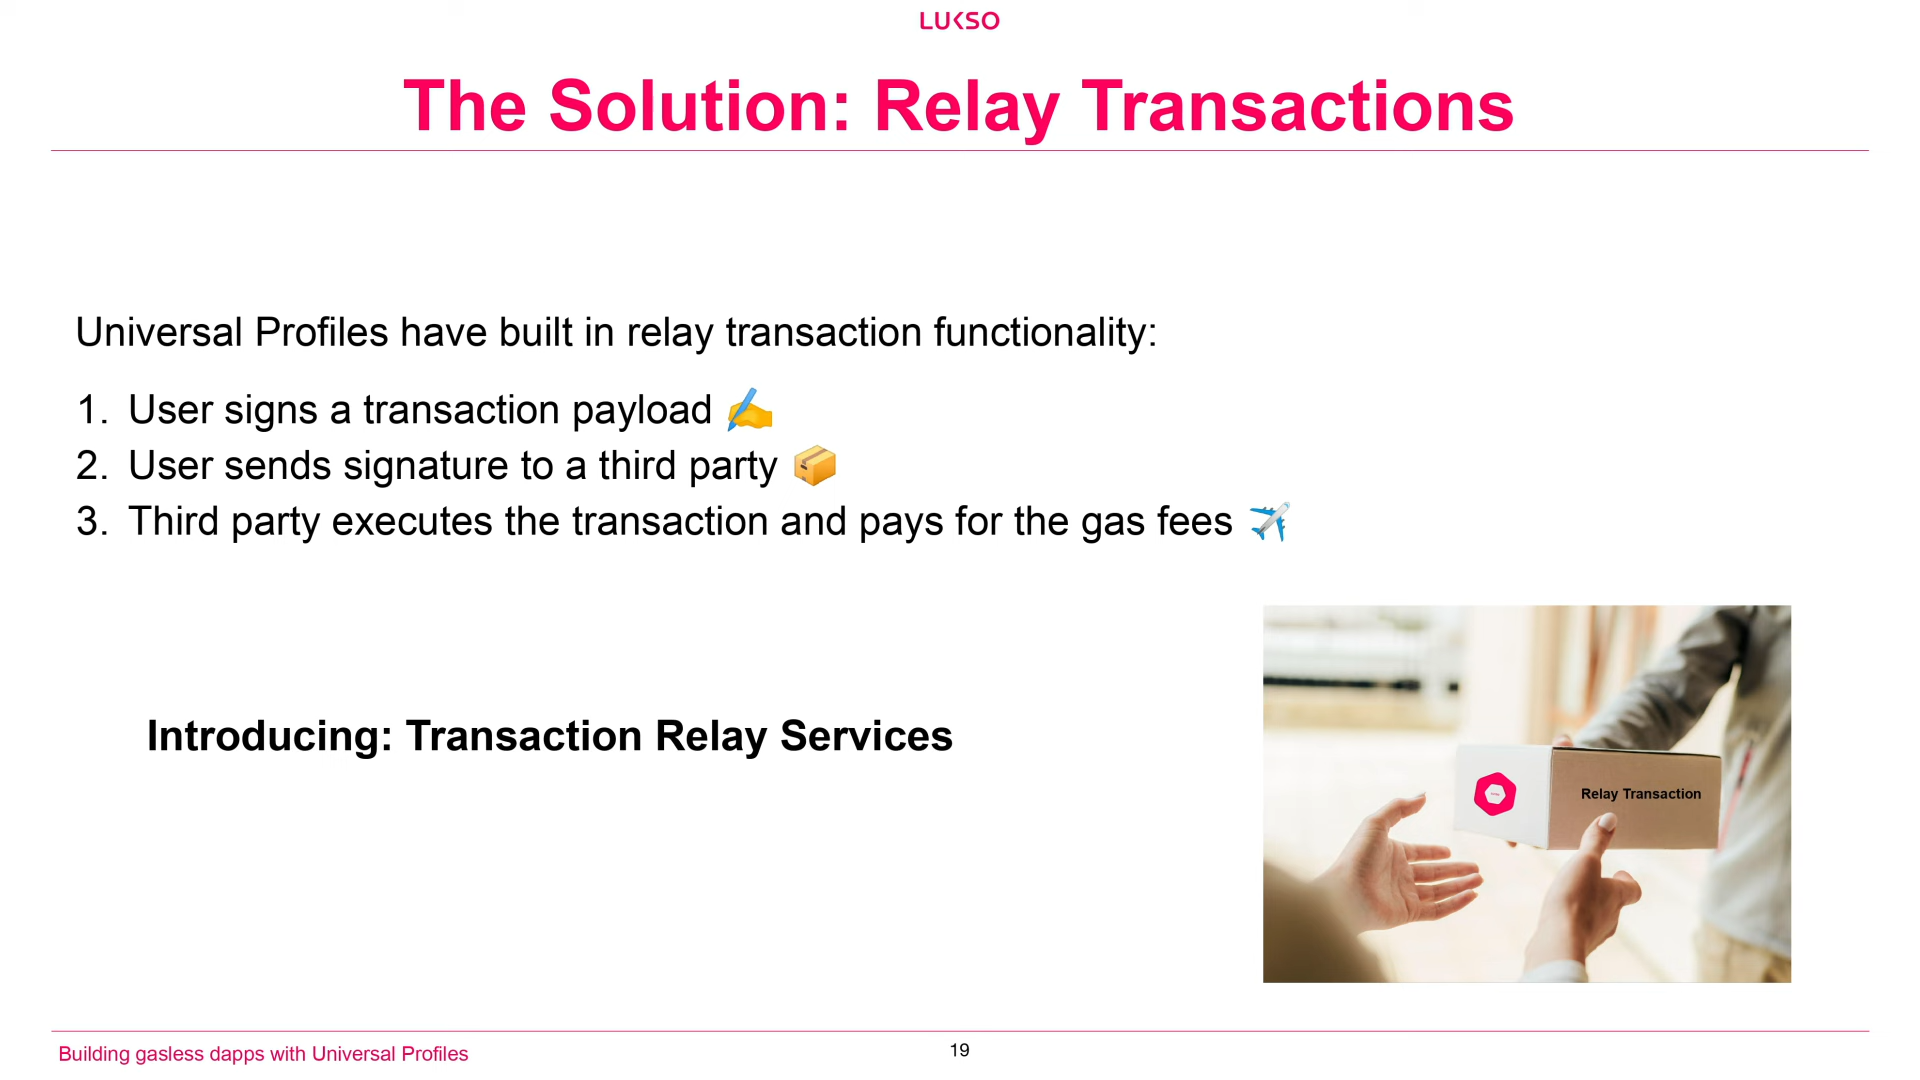 LUKSO
The Solution: Relay Transactions
Universal Profiles have built in relay transaction functionality:
1. User signs a transaction payload ✍️
2. User sends signature to a third party 📦
3. Third party executes the transaction and pays for the gas fees ✈️
Introducing: Transaction Relay Services
Relay Transaction
Building gasless dapps with Universal Profiles
19